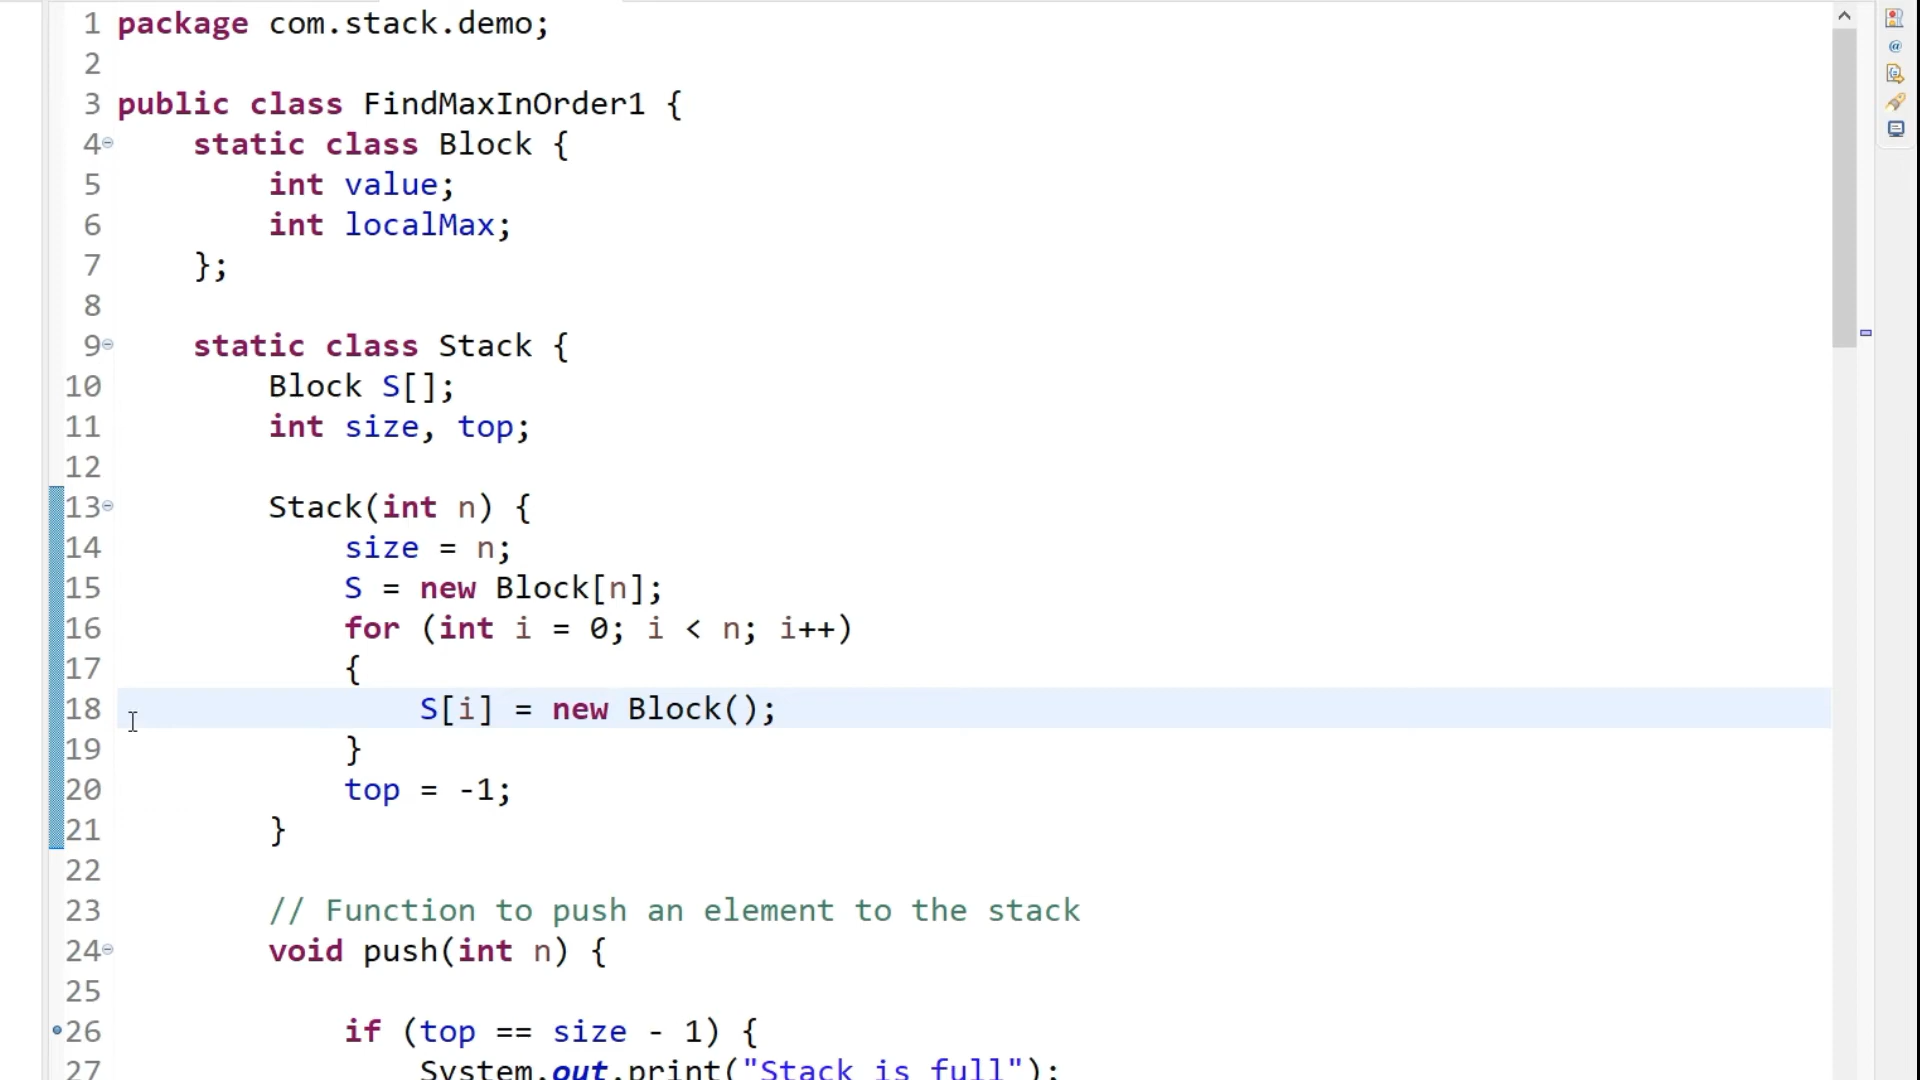 1 package com.stack.demo;
2
3 public class FindMaxInOrder1 {
4 static class Block {
5 int value;
6 int localMax;
7 };
8
9 static class Stack {
10 Block S[];
11 int size, top;
12
13 Stack(int n) {
14 size = n;
15 S = new Block[n];
16 for (int i = 0; i < n; i++)
17 {
18 S[i] = new Block();
19 }
20 top = -1;
21 }
22
23 // Function to push an element to the stack
24 void push(int n) {
25
26 if (top == size - 1) {
27 System.out.print("Stack is full");